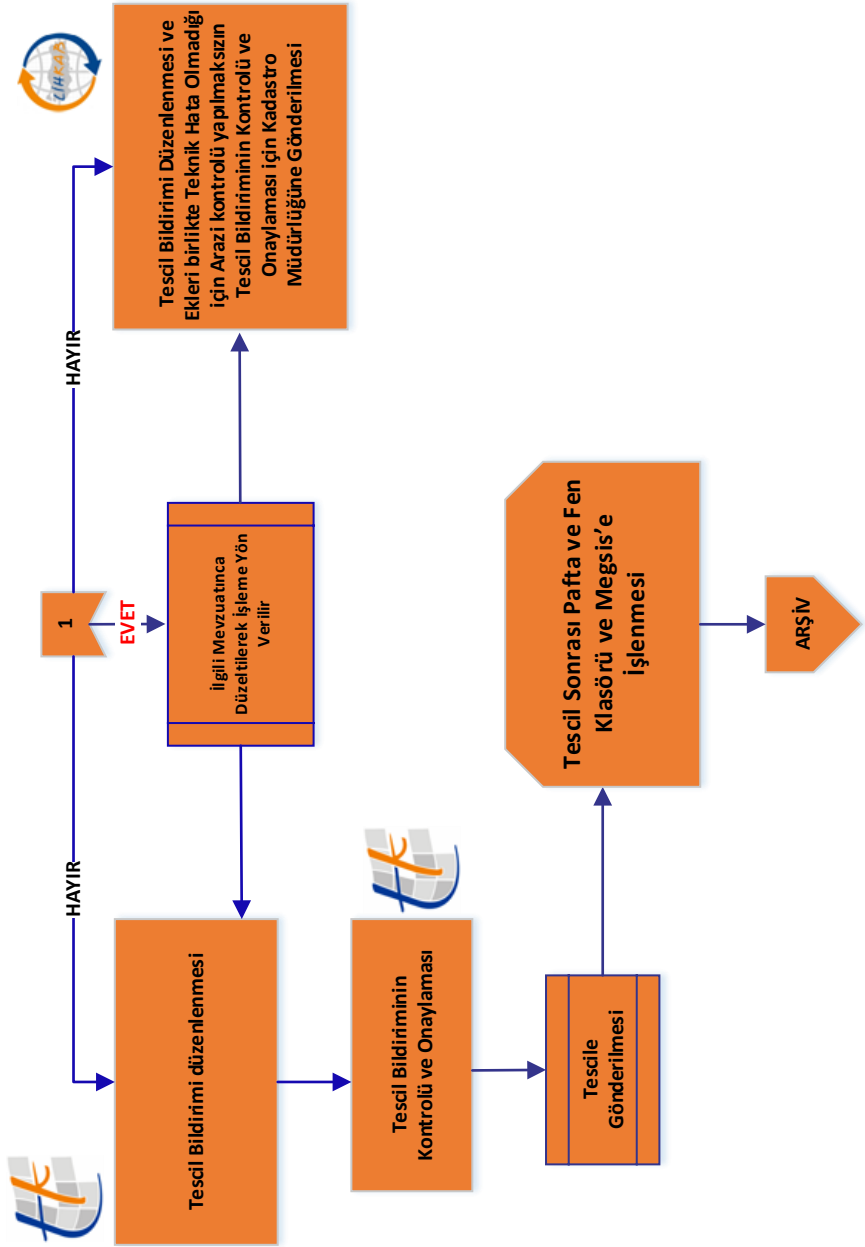 1
HAYIR
HAYIR
EVET
Tescil Bildirimi düzenlenmesi
İlgili Mevzuatınca
Düzeltilerek İşleme Yön
Verilir
Tescil Bildirimi Düzenlenmesi ve
Ekleri birlikte Teknik Hata Olmadığı
için Arazi kontrolü yapılmaksızın
Tescil Bildiriminin Kontrolü ve
Onaylaması için Kadastro
Müdürlüğüne Gönderilmesi
LİHKAB
Tescil Bildiriminin
Kontrolü ve Onaylaması
Tescile
Gönderilmesi
Tescil Sonrası Pafta ve Fen
Klasörü ve Megsis’e
İşlenmesi
ARŞİV